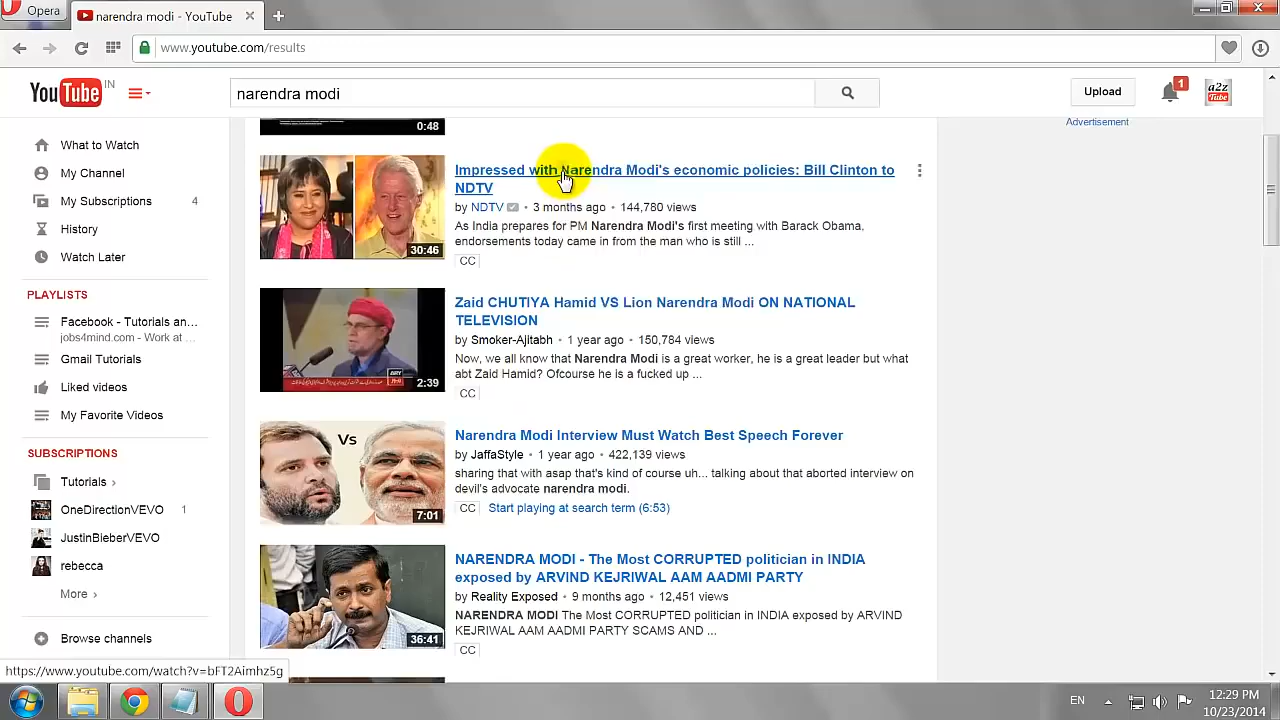 Opera
narendra modi - YouTube
www.youtube.com/results
YouTube IN
narendra modi
Upload
1
a2z
Tube
Advertisement
What to Watch
My Channel
My Subscriptions 4
History
Watch Later
PLAYLISTS
Facebook - Tutorials an...
jobs4mind.com - Work at ...
Gmail Tutorials
Liked videos
My Favorite Videos
SUBSCRIPTIONS
Tutorials ›
OneDirectionVEVO 1
JustinBieberVEVO
rebecca
More ›
Browse channels
0:48
30:46
Impressed with Narendra Modi's economic policies: Bill Clinton to
NDTV
by NDTV • 3 months ago • 144,780 views
As India prepares for PM Narendra Modi's first meeting with Barack Obama,
endorsements today came in from the man who is still ...
CC
2:39
Zaid CHUTIYA Hamid VS Lion Narendra Modi ON NATIONAL
TELEVISION
by Smoker-Ajitabh • 1 year ago • 150,784 views
Now, we all know that Narendra Modi is a great worker, he is a great leader but what
abt Zaid Hamid? Ofcourse he is a fucked up ...
CC
Vs
7:01
Narendra Modi Interview Must Watch Best Speech Forever
by JaffaStyle • 1 year ago • 422,139 views
sharing that with asap that's kind of course uh... talking about that aborted interview on
devil's advocate narendra modi.
CC Start playing at search term (6:53)
36:41
NARENDRA MODI - The Most CORRUPTED politician in INDIA
exposed by ARVIND KEJRIWAL AAM AADMI PARTY
by Reality Exposed • 9 months ago • 12,451 views
NARENDRA MODI The Most CORRUPTED politician in INDIA exposed by ARVIND
KEJRIWAL AAM AADMI PARTY SCAMS AND ...
CC
https://www.youtube.com/watch?v=bFT2Aimhz5g
EN
12:29 PM
10/23/2014